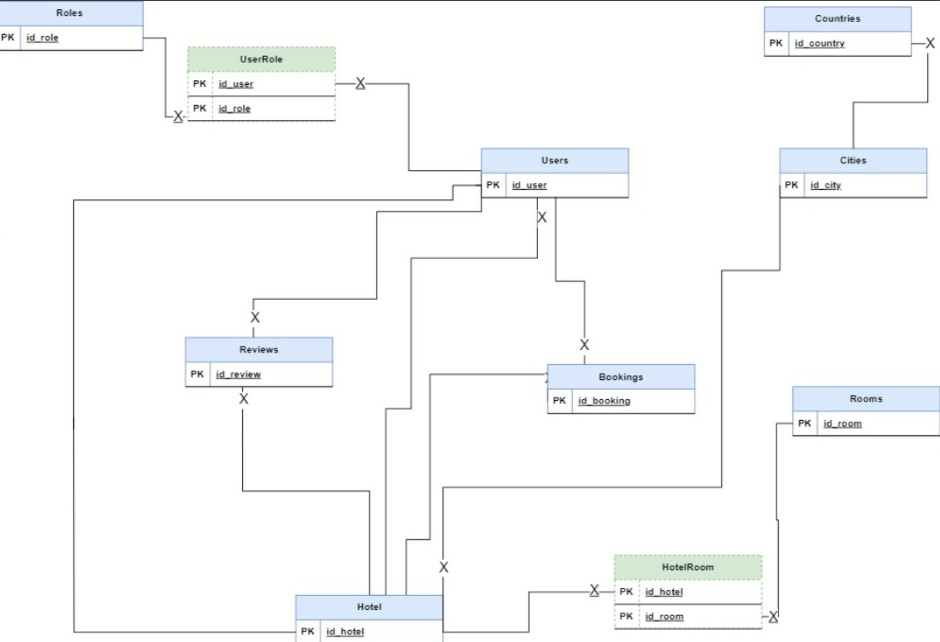 Roles
PK id_role
Countries
PK id_country
X
UserRole
PK id_user
X
PK id_role
X
Users
PK id_user
Cities
PK id_city
X
X
Reviews
PK id_review
X
X
Bookings
PK id_booking
Rooms
PK id_room
X
HotelRoom
PK id_hotel
X
PK id_room
X
Hotel
PK id_hotel